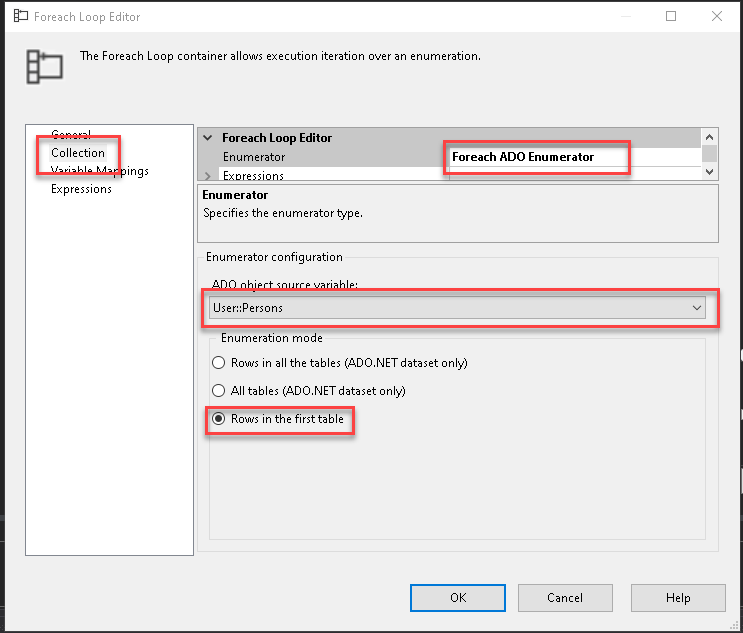 Foreach Loop Editor
The Foreach Loop container allows execution iteration over an enumeration.
General
Collection
Variable Mappings
Expressions
Foreach Loop Editor
Enumerator
Foreach ADO Enumerator
Expressions
Enumerator
Specifies the enumerator type.
Enumerator configuration
ADO object source variable:
User::Persons
Enumeration mode
Rows in all the tables (ADO.NET dataset only)
All tables (ADO.NET dataset only)
Rows in the first table
OK
Cancel
Help